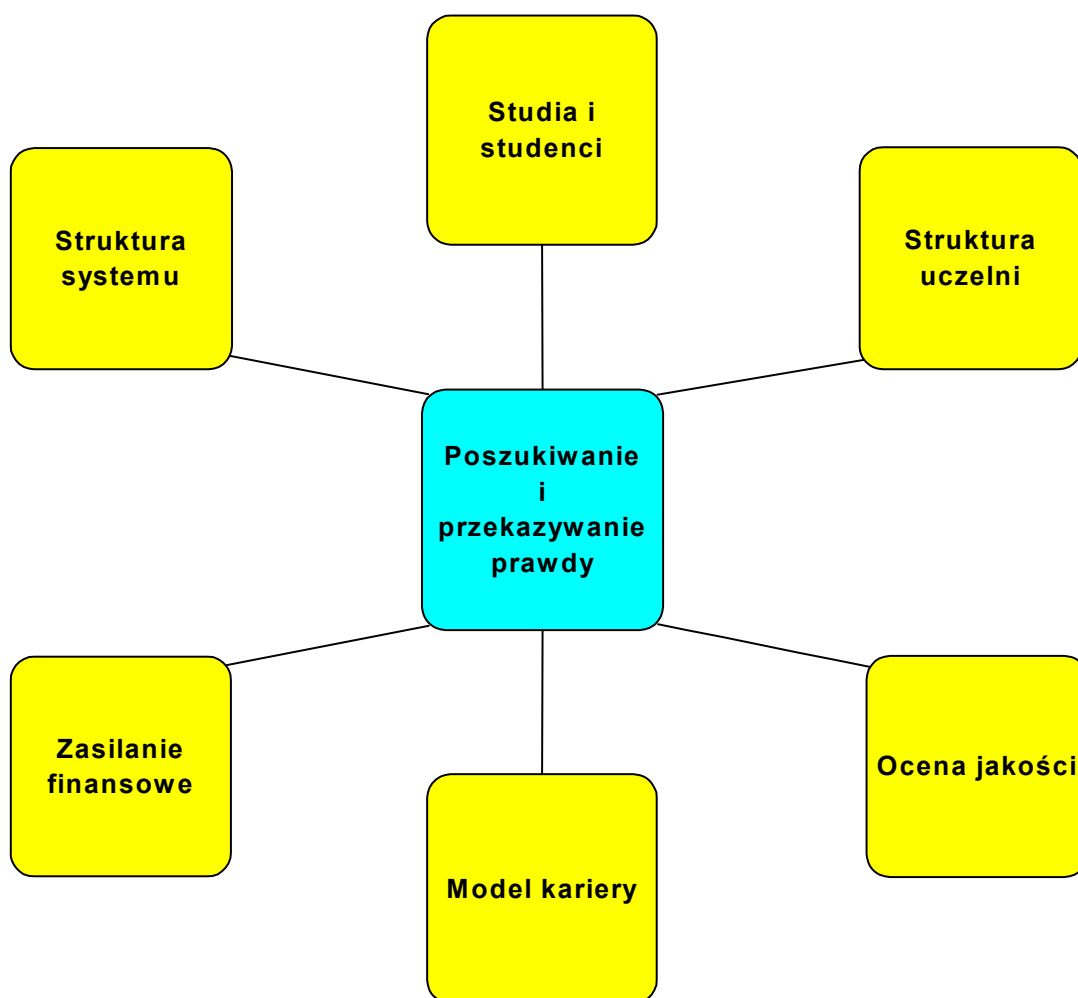 Studia i
studenci
Struktura
systemu
Struktura
uczelni
Poszukiwanie
i
przekazywanie
prawdy
Zasilanie
finansowe
Ocena jakości
Model kariery